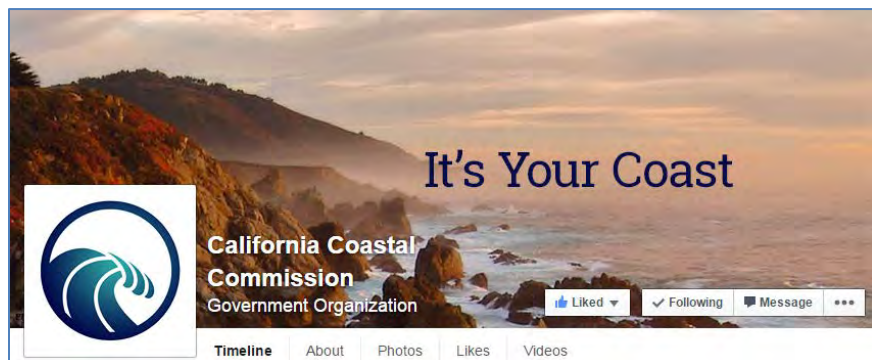 It's Your Coast
California Coastal
Commission
Government Organization
Liked
Following
Message
Timeline About Photos Likes Videos